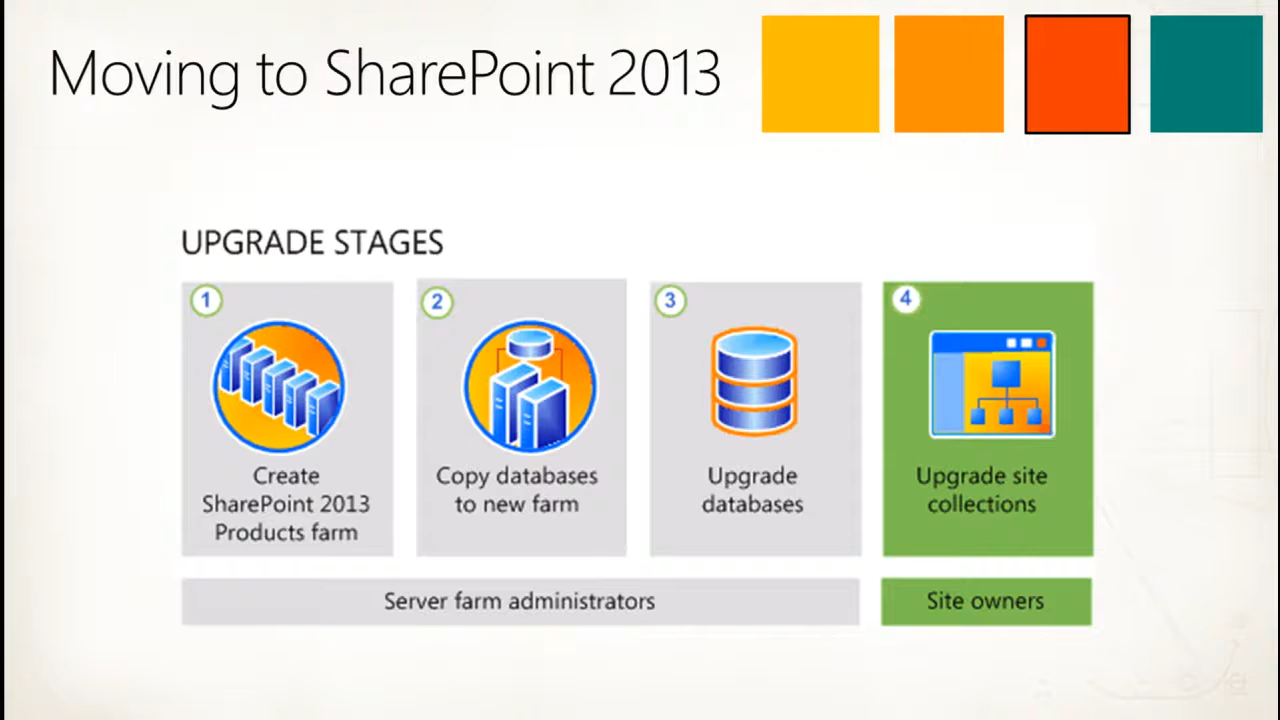 Moving to SharePoint 2013
UPGRADE STAGES
1
Create
SharePoint 2013
Products farm
2
Copy databases
to new farm
3
Upgrade
databases
4
Upgrade site
collections
Server farm administrators
Site owners